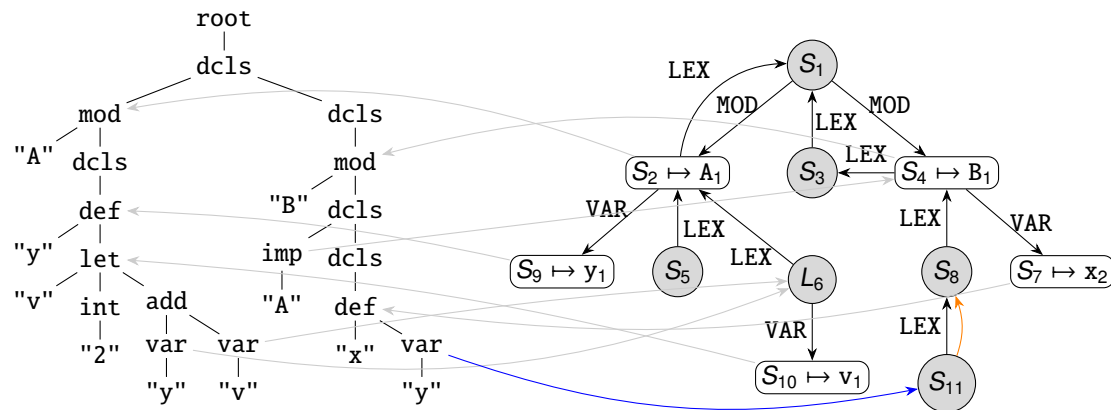 root
dcls
LEX S1
mod dcls MOD MOD
"A" dcls mod LEX
S2 ↦ A1 S3 LEX S4 ↦ B1
def "B" dcls VAR
"y" let imp dcls LEX LEX VAR
S9 ↦ y1 S5 LEX L6 S8 S7 ↦ x2
"v" int add "A" def
VAR LEX
"2" var var "x" var
S10 ↦ v1 S11
"y" "v" "y"